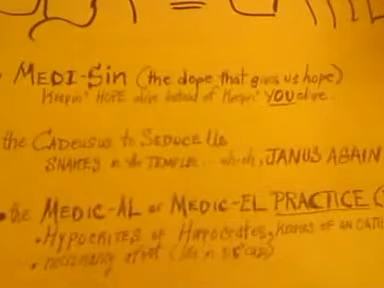 • MEDI-Sin (the dope that gives us hope)
Keepin' HOPE alive instead of Keepin' YOU alive...
the CADEUSUS to SEDUCE Us
SNAKES in the TEMPLE... which, JANUS AGAIN
• the MEDIC-AL or MEDIC-EL PRACTICE (
• HYPOCRITES of Hippocrates, OF AN OATH
•